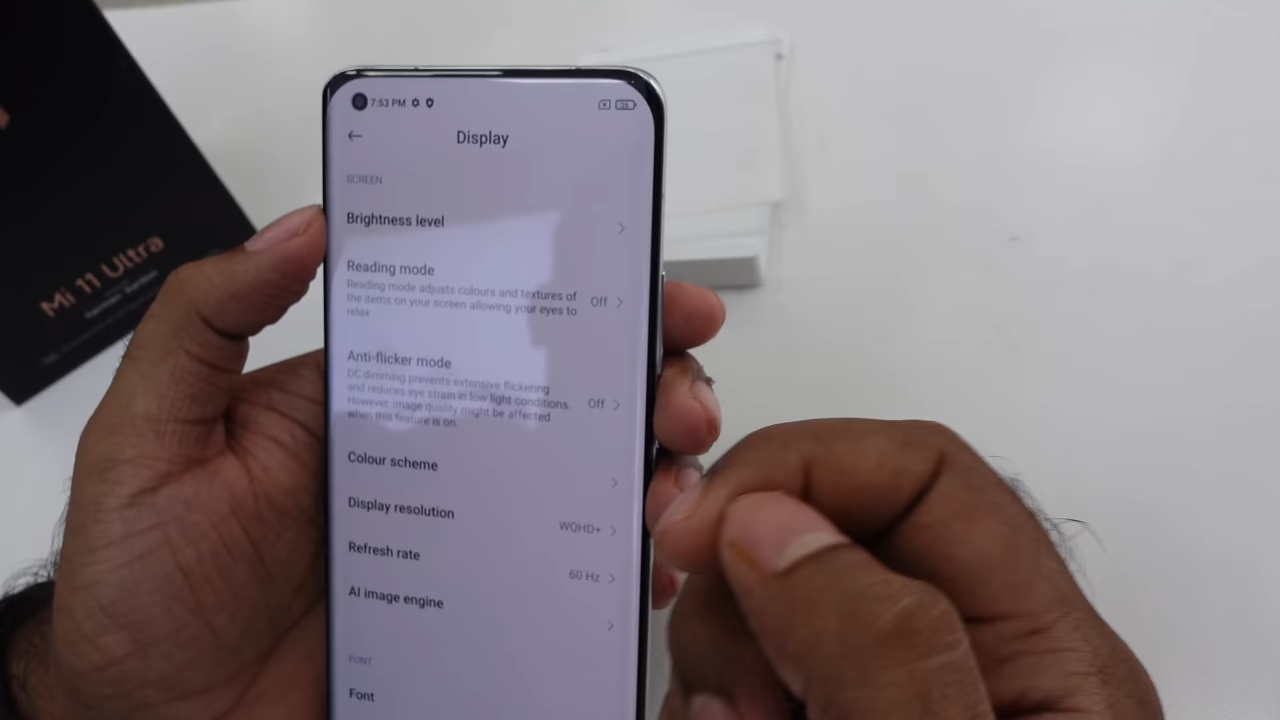 7:53 PM
Display
SCREEN
Brightness level
Reading mode
Reading mode adjusts colours and textures of
the items on your screen allowing your eyes to
relax
Off
Anti-flicker mode
DC dimming prevents extensive flickering
and reduces eye strain in low light conditions.
However, image quality might be affected
when this feature is on.
Off
Colour scheme
Display resolution
WQHD+
Refresh rate
60 Hz
AI image engine
FONT
Font
Mi 11 Ultra